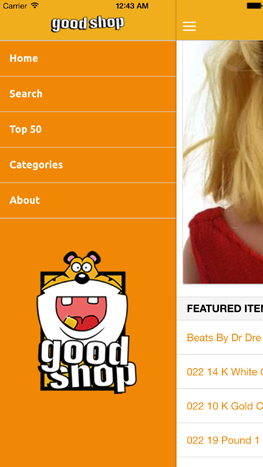 Carrier 12:43 AM
good shop
Home
Search
Top 50
Categories
About
good
shop
FEATURED ITE
Beats By Dr Dre
022 14 K White
022 10 K Gold C
022 19 Pound 1